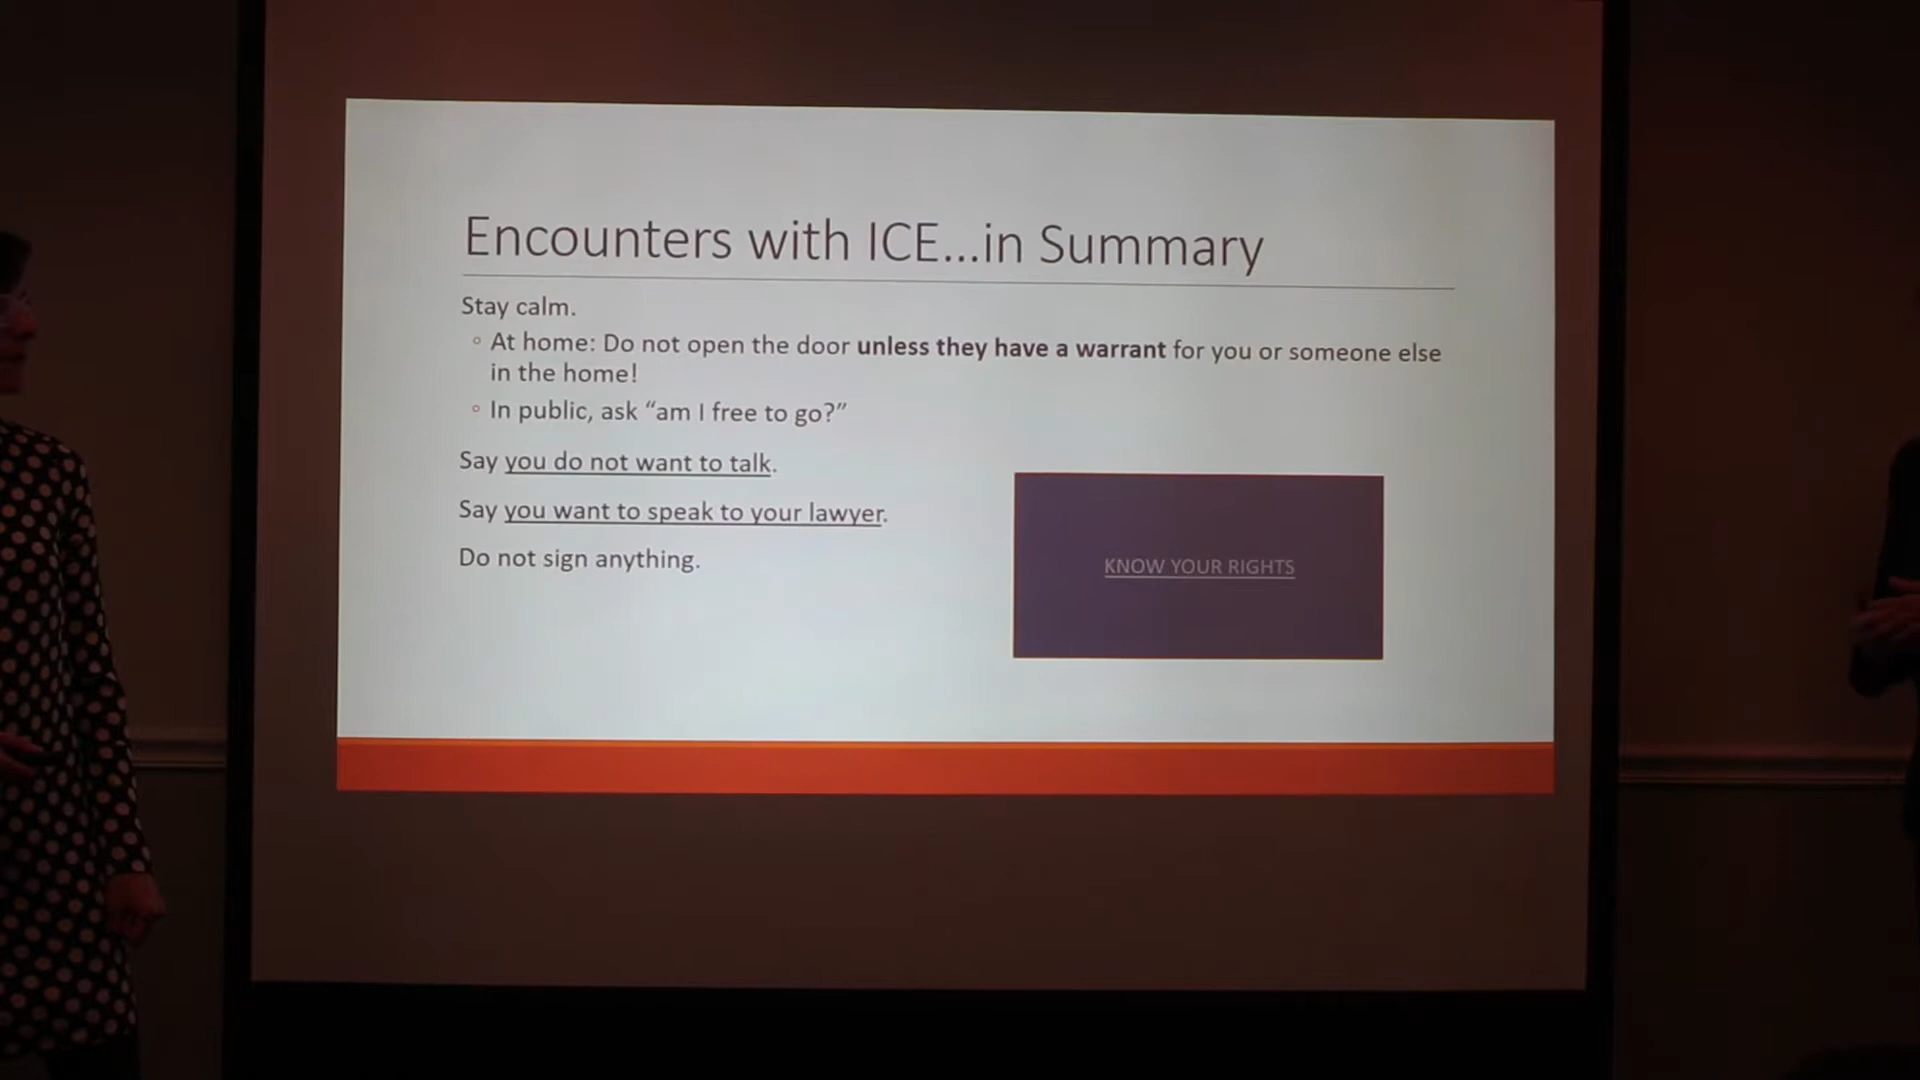 Encounters with ICE...in Summary
Stay calm.
◦ At home: Do not open the door unless they have a warrant for you or someone else
in the home!
◦ In public, ask “am I free to go?”
Say you do not want to talk.
Say you want to speak to your lawyer.
Do not sign anything.
KNOW YOUR RIGHTS